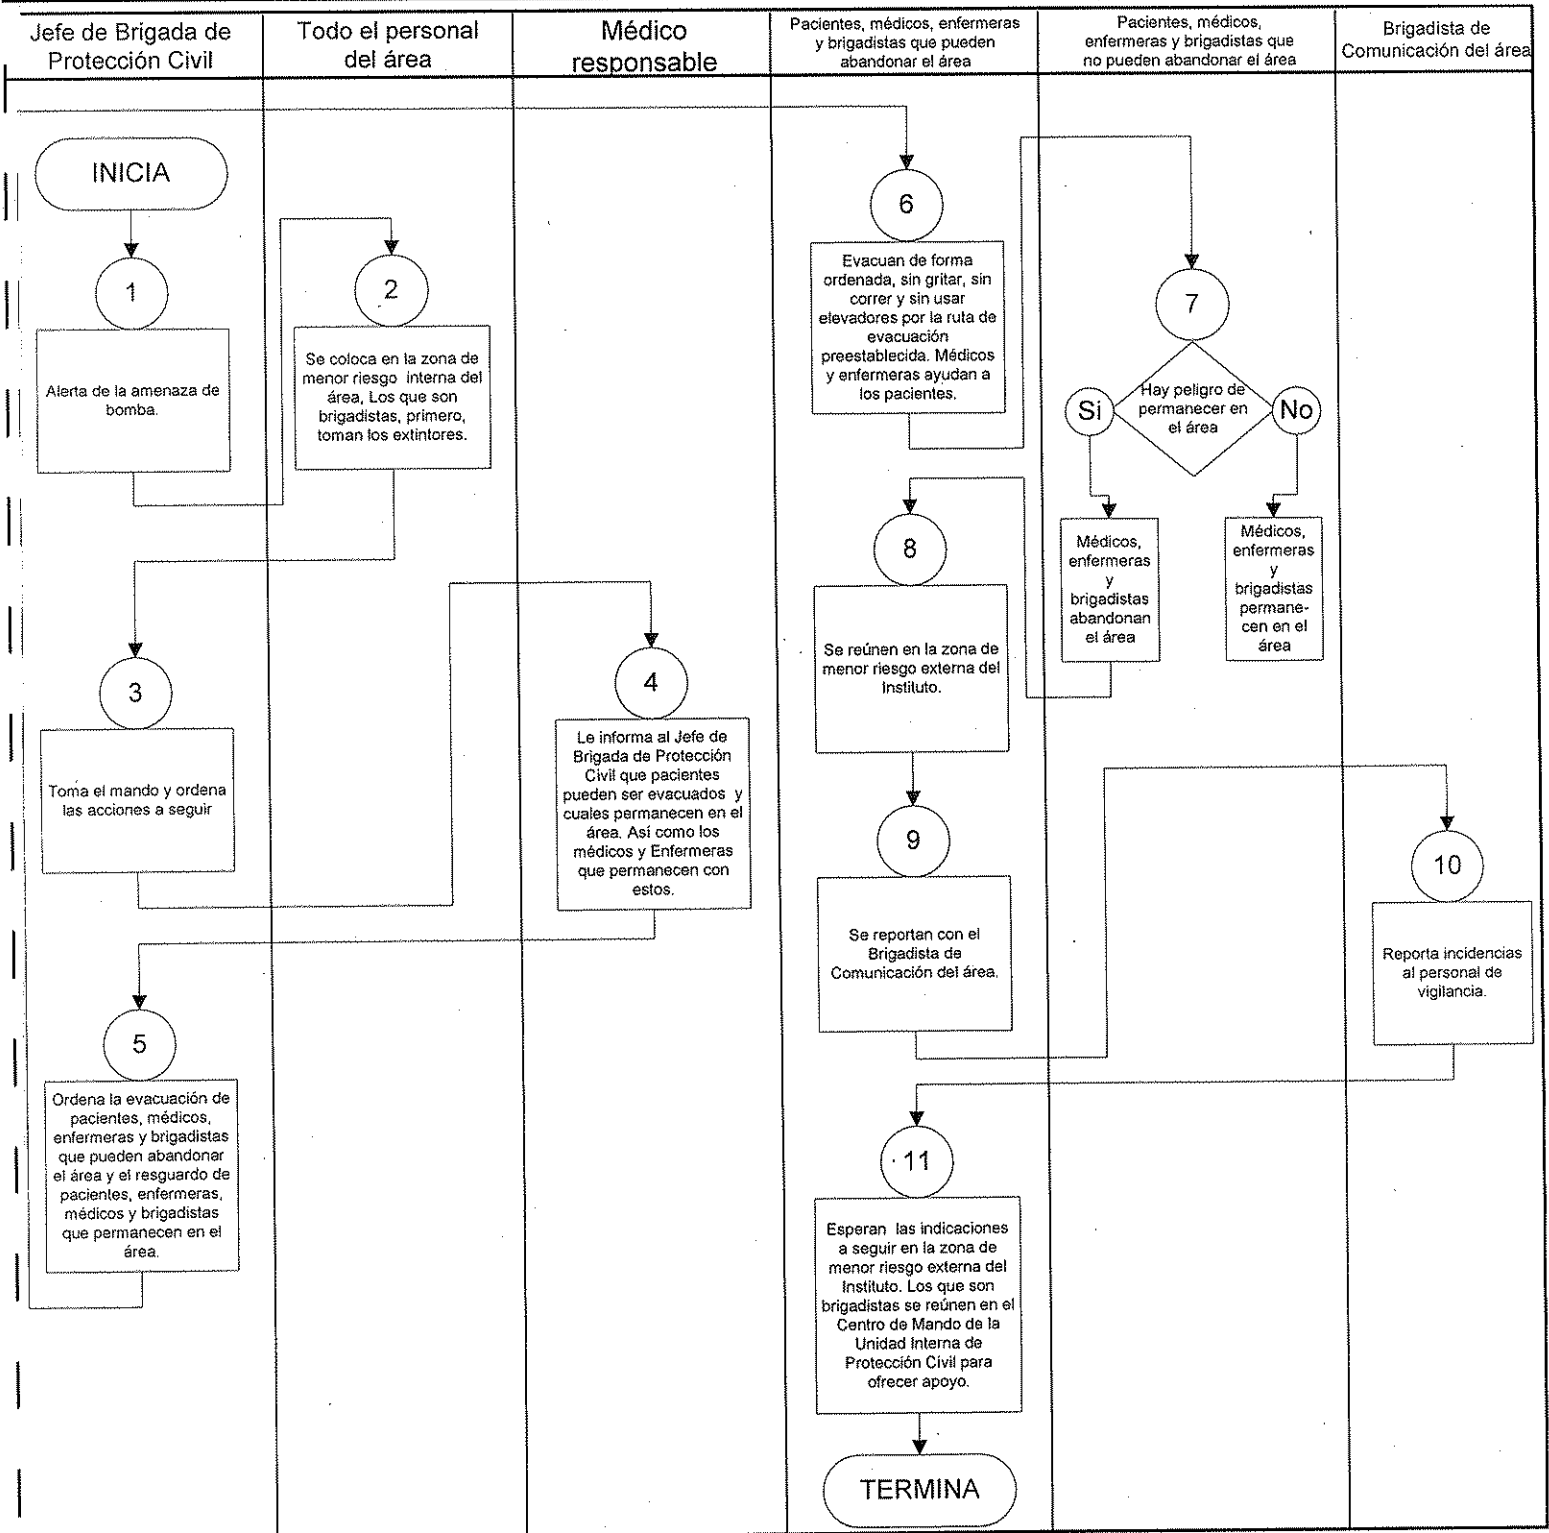 Jefe de Brigada de
Protección Civil
Todo el personal
del área
Médico
responsable
Pacientes, médicos, enfermeras
y brigadistas que pueden
abandonar el área
Pacientes, médicos,
enfermeras y brigadistas que
no pueden abandonar el área
Brigadista de
Comunicación del área
INICIA
1
Alerta de la amenaza de
bomba.
2
Se coloca en la zona de
menor riesgo interna del
área, Los que son
brigadistas, primero,
toman los extintores.
3
Toma el mando y ordena
las acciones a seguir
4
Le informa al Jefe de
Brigada de Protección
Civil que pacientes
pueden ser evacuados y
cuales permanecen en el
área. Así como los
médicos y Enfermeras
que permanecen con
estos.
5
Ordena la evacuación de
pacientes, médicos,
enfermeras y brigadistas
que pueden abandonar
el área y el resguardo de
pacientes, enfermeras,
médicos y brigadistas
que permanecen en el
área.
6
Evacuan de forma
ordenada, sin gritar, sin
correr y sin usar
elevadores por la ruta de
evacuación
preestablecida. Médicos
y enfermeras ayudan a
los pacientes.
7
Hay peligro de
permanecer en
el área
Si
No
Médicos,
enfermeras
y
brigadistas
abandonan
el área
Médicos,
enfermeras
y
brigadistas
permane-
cen en el
área
8
Se reúnen en la zona de
menor riesgo externa del
Instituto.
9
Se reportan con el
Brigadista de
Comunicación del área.
10
Reporta incidencias
al personal de
vigilancia.
11
Esperan las indicaciones
a seguir en la zona de
menor riesgo externa del
Instituto. Los que son
brigadistas se reúnen en el
Centro de Mando de la
Unidad Interna de
Protección Civil para
ofrecer apoyo.
TERMINA